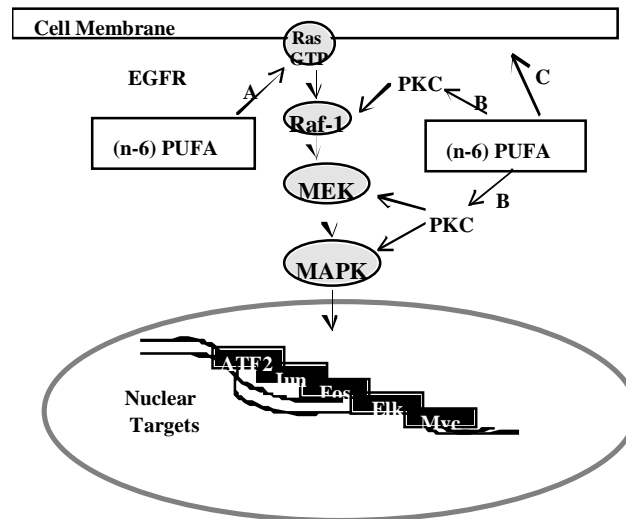 Cell Membrane
Ras
GTP
EGFR
A
PKC
B
C
Raf-1
(n-6) PUFA
(n-6) PUFA
MEK
B
PKC
MAPK
ATF2
Jun
Fos
Elk
Myc
Nuclear
Targets